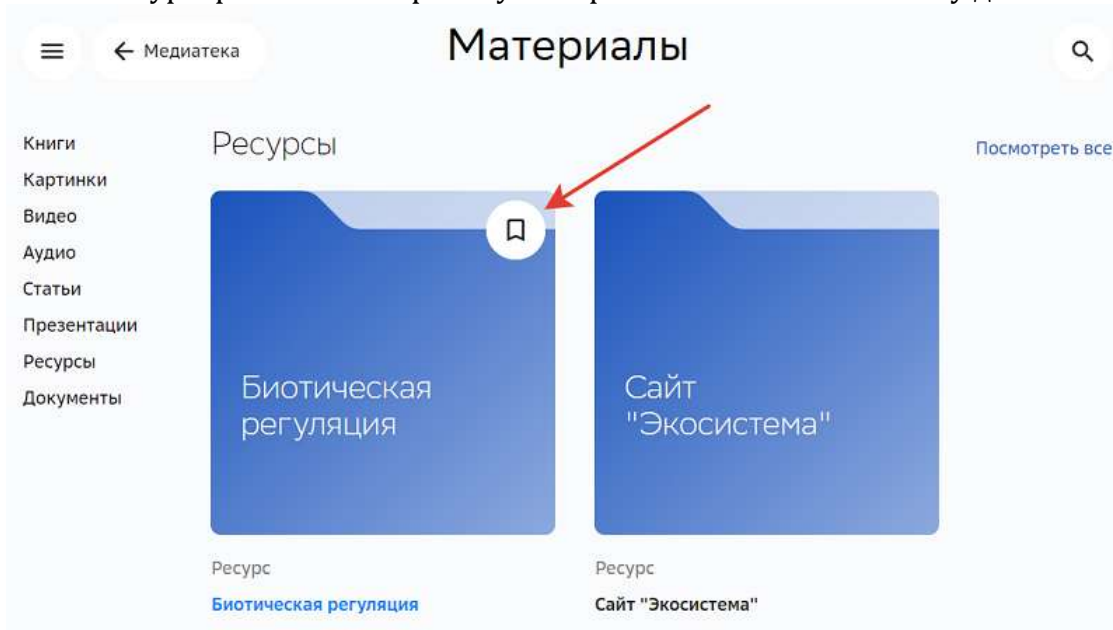 Медиатека
Материалы
Книги
Картинки
Видео
Аудио
Статьи
Презентации
Ресурсы
Документы
Ресурсы
Посмотреть все
Биотическая
регуляция
Сайт
"Экосистема"
Ресурс
Биотическая регуляция
Ресурс
Сайт "Экосистема"